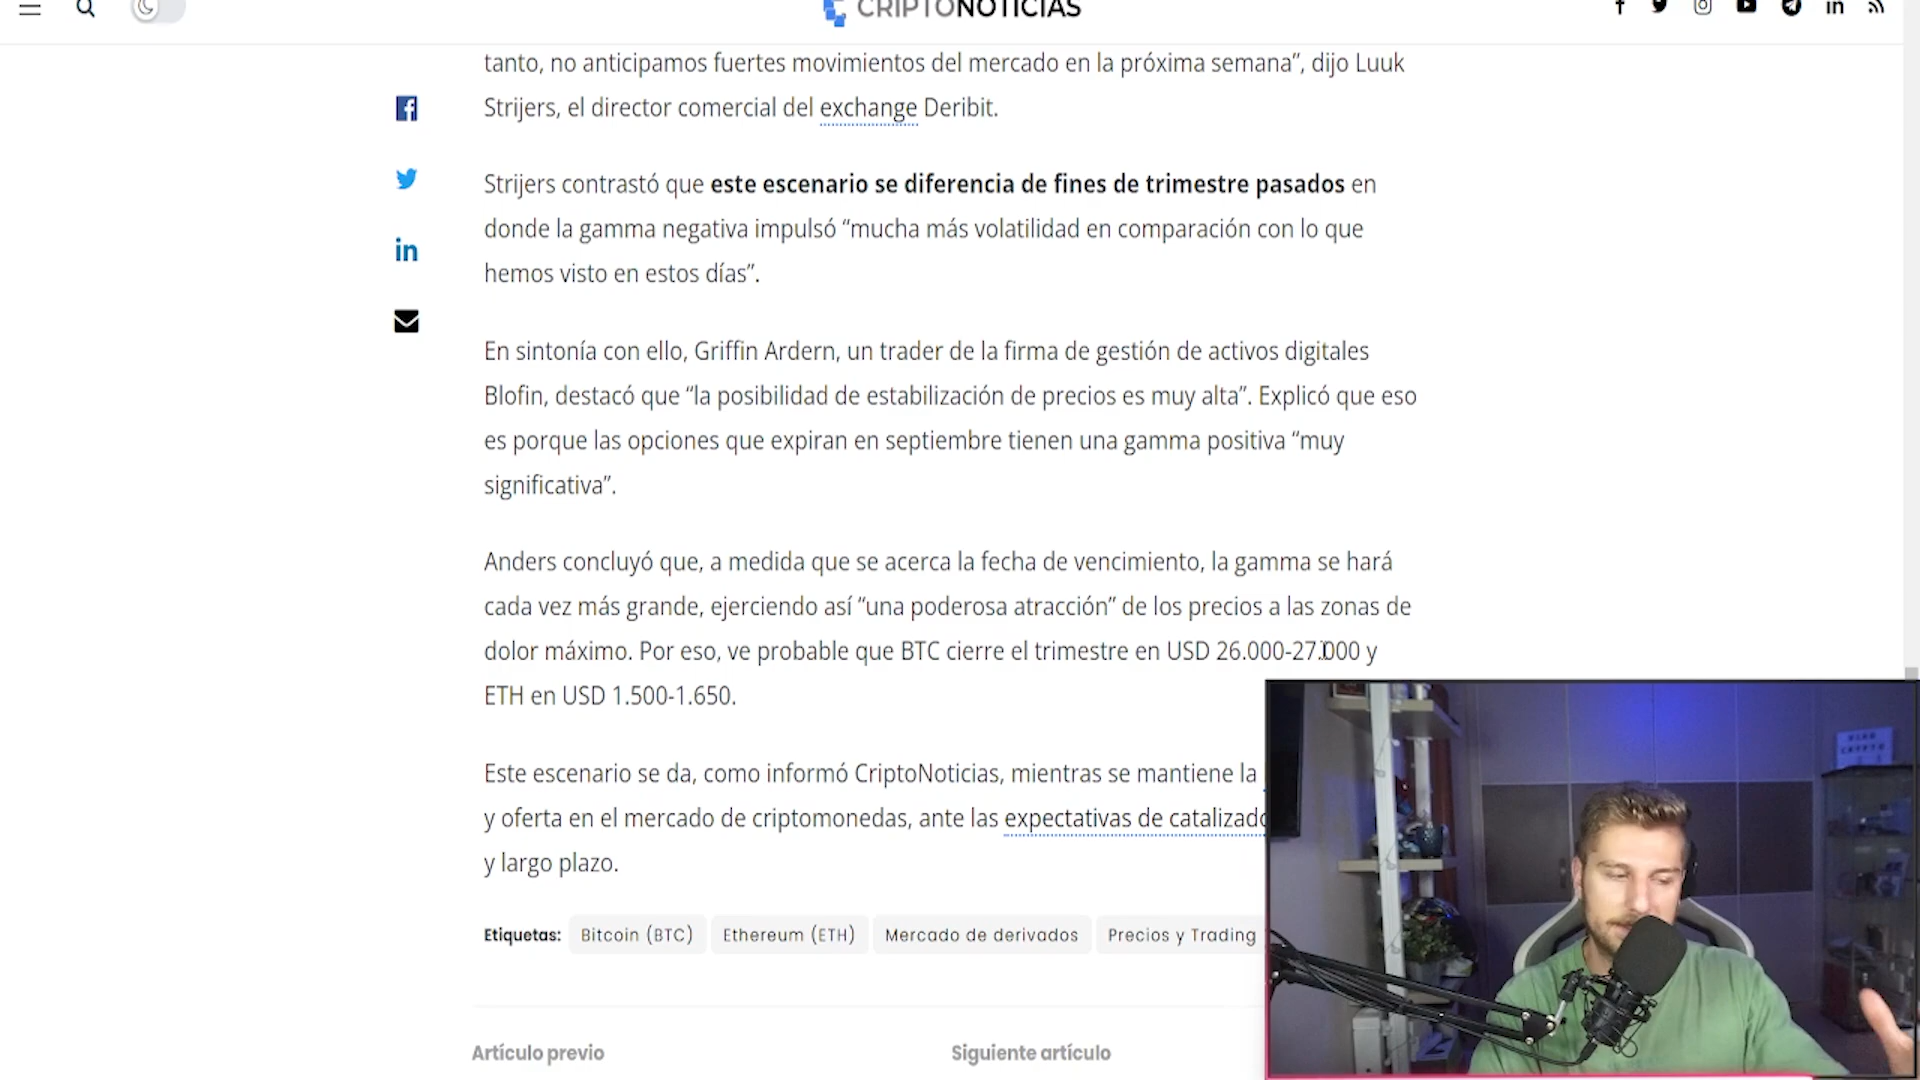 CRIPTONOTICIAS
tanto, no anticipamos fuertes movimientos del mercado en la próxima semana”, dijo Luuk
Strijers, el director comercial del exchange Deribit.
Strijers contrastó que este escenario se diferencia de fines de trimestre pasados en
donde la gamma negativa impulsó “mucha más volatilidad en comparación con lo que
hemos visto en estos días”.
En sintonía con ello, Griffin Ardern, un trader de la firma de gestión de activos digitales
Blofin, destacó que “la posibilidad de estabilización de precios es muy alta”. Explicó que eso
es porque las opciones que expiran en septiembre tienen una gamma positiva “muy
significativa”.
Anders concluyó que, a medida que se acerca la fecha de vencimiento, la gamma se hará
cada vez más grande, ejerciendo así “una poderosa atracción” de los precios a las zonas de
dolor máximo. Por eso, ve probable que BTC cierre el trimestre en USD 26.000-27.000 y
ETH en USD 1.500-1.650.
Este escenario se da, como informó CriptoNoticias, mientras se mantiene la
y oferta en el mercado de criptomonedas, ante las expectativas de catalizado
y largo plazo.
Etiquetas: Bitcoin (BTC) Ethereum (ETH) Mercado de derivados Precios y Trading
Artículo previo Siguiente artículo